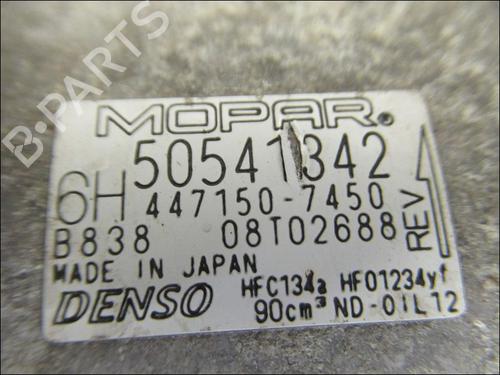 B-PARTS
MOPAR.
6H 50541342
447150-7450
B838 08T02688
REV
MADE IN JAPAN
DENSO
HFC134a HFO1234yf
90cm³ ND-OIL12